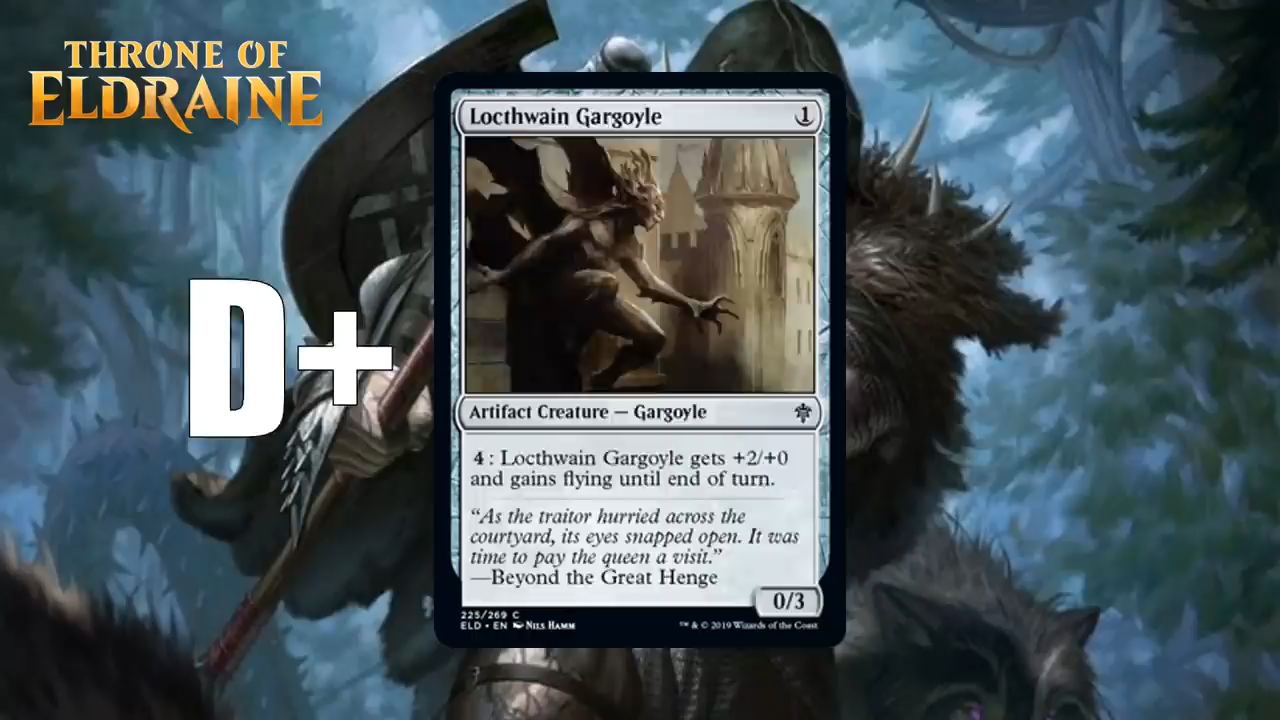 THRONE OF
ELDRAINE
D+
Locthwain Gargoyle 1
Artifact Creature — Gargoyle
4 : Locthwain Gargoyle gets +2/+0
and gains flying until end of turn.
“As the traitor hurried across the
courtyard, its eyes snapped open. It was
time to pay the queen a visit.”
—Beyond the Great Henge
0/3
225/269 C
ELD • EN NILS HAMM
™ & © 2019 Wizards of the Coast